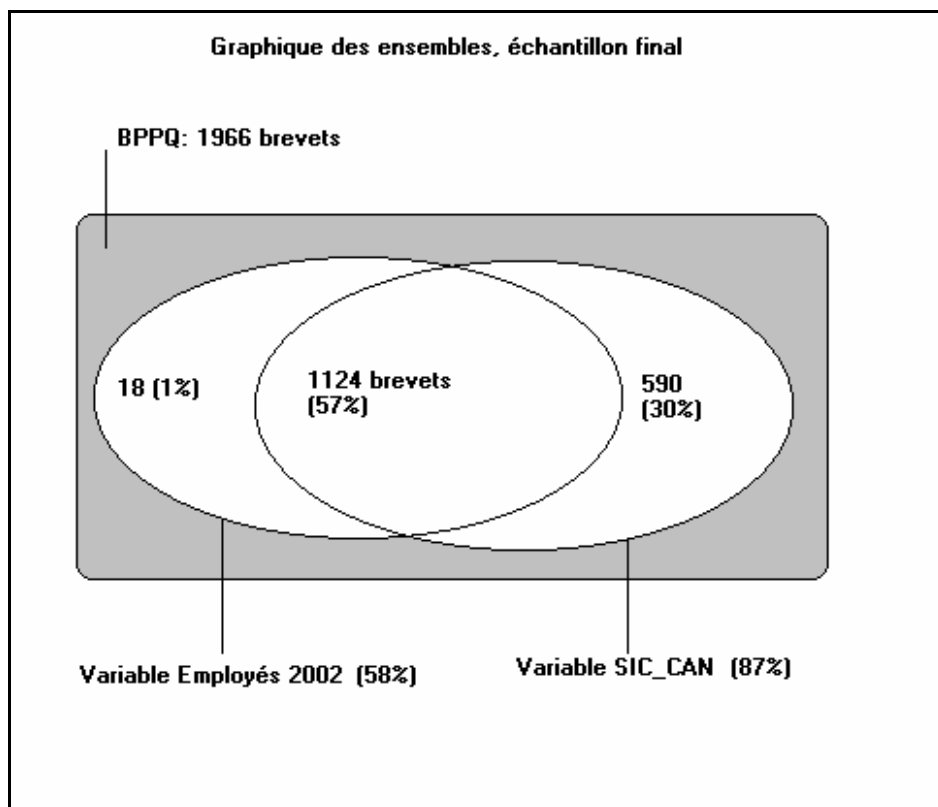 Graphique des ensembles, échantillon final
BPPQ: 1966 brevets
18 (1%)
1124 brevets
(57%)
590
(30%)
Variable Employés 2002 (58%)
Variable SIC_CAN (87%)